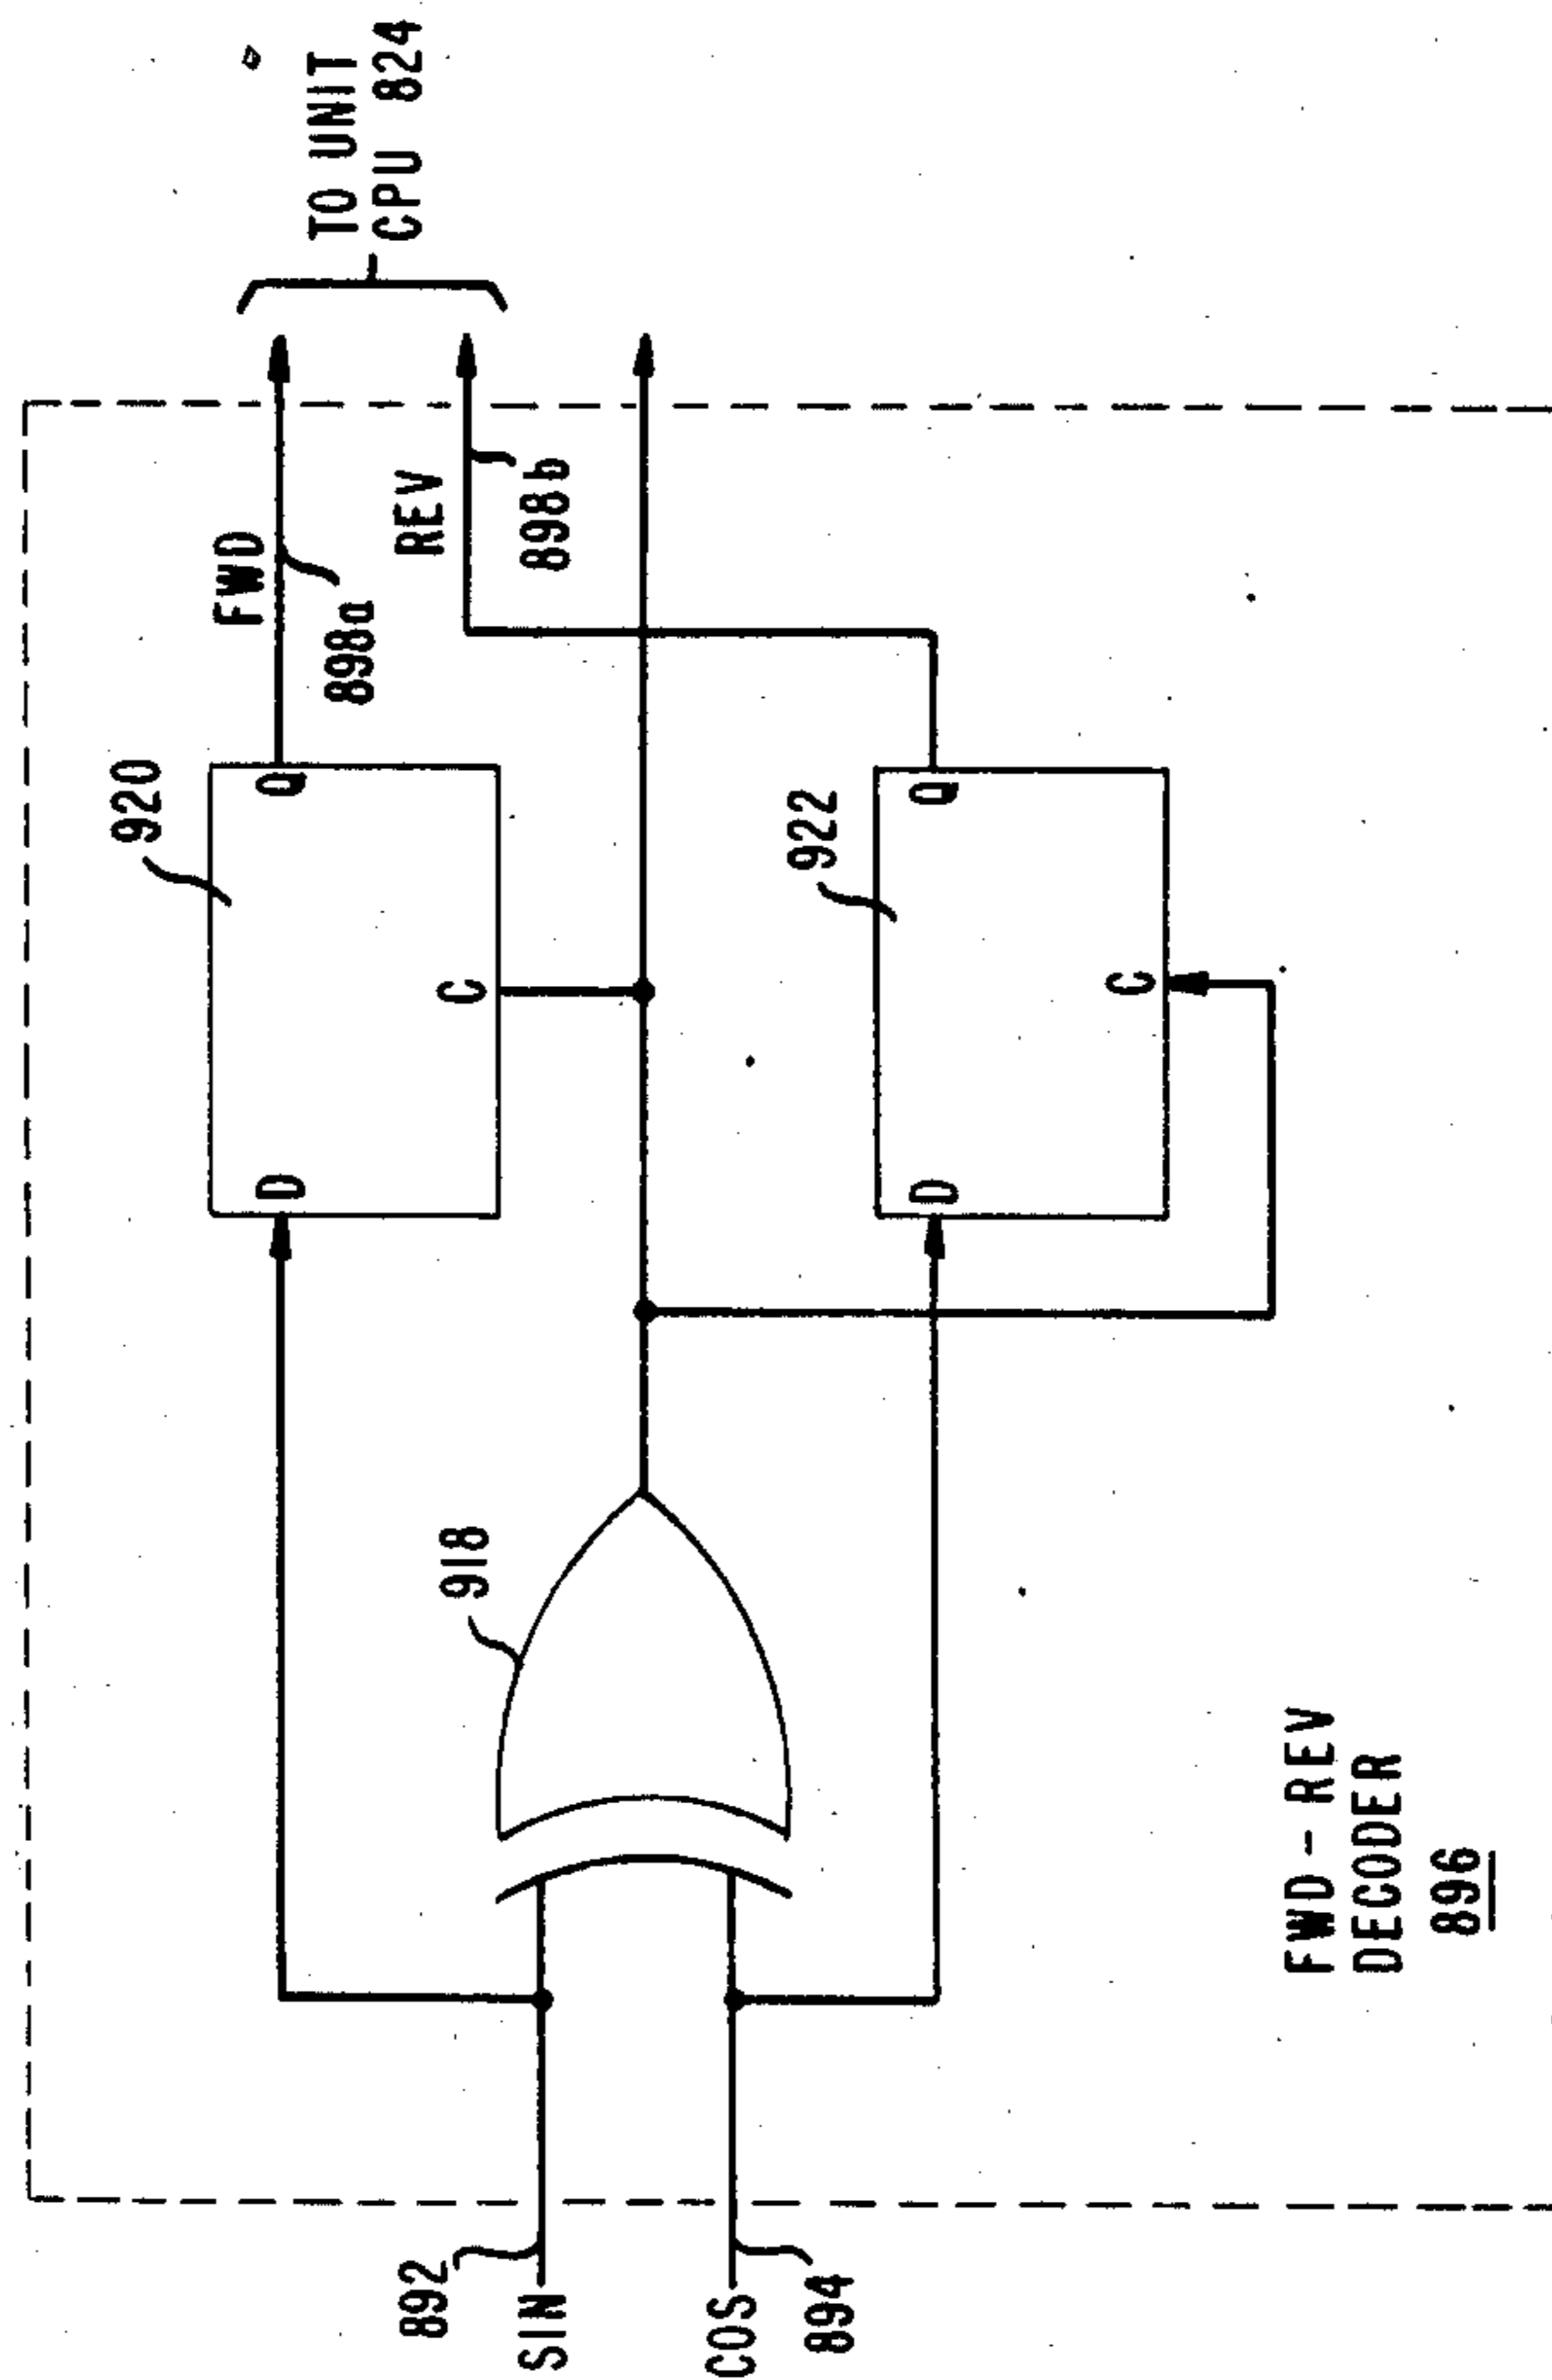 920
FWD
898a
TO UNIT
CPU 824
D
Q
C
REV
898b
892
SIN
918
COS
894
922
D
Q
C
FWD-REV
DECODER
896